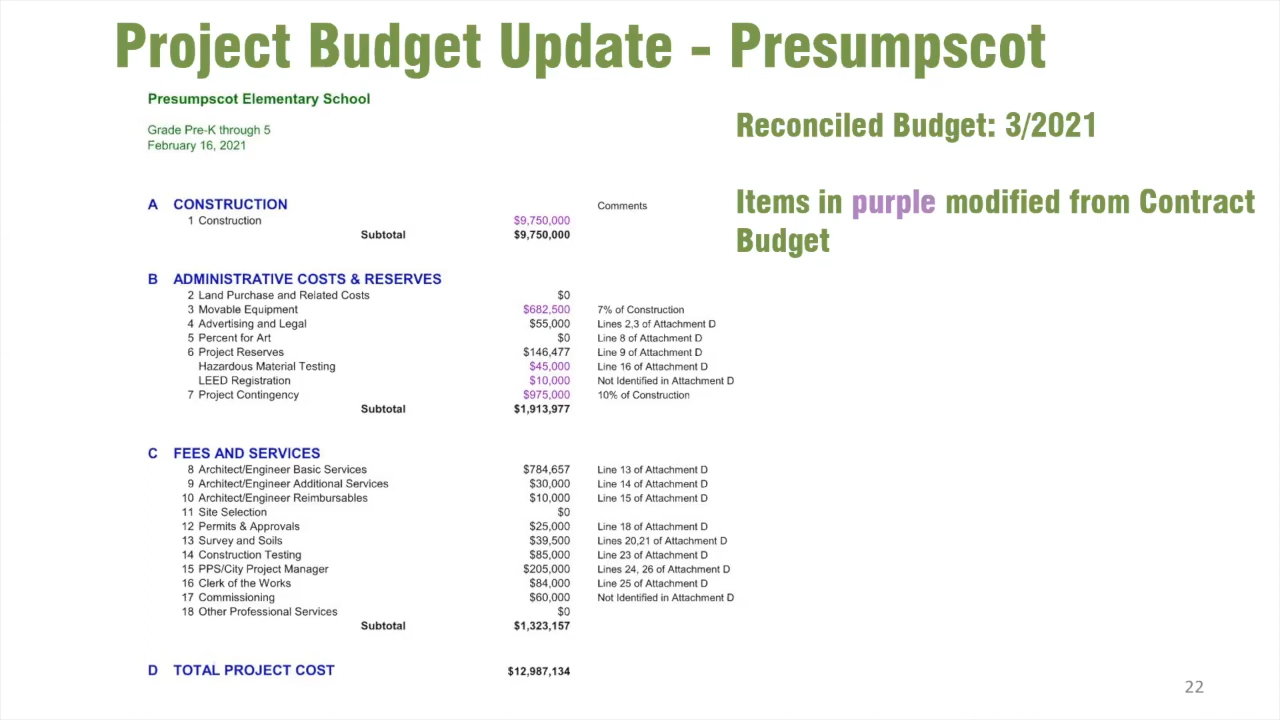 Project Budget Update - Presumpscot
Presumpscot Elementary School
Grade Pre-K through 5
February 16, 2021
Reconciled Budget: 3/2021
Items in purple modified from Contract
Budget
A CONSTRUCTION Comments
1 Construction $9,750,000
Subtotal $9,750,000
B ADMINISTRATIVE COSTS & RESERVES
2 Land Purchase and Related Costs $0
3 Movable Equipment $682,500 7% of Construction
4 Advertising and Legal $55,000 Lines 2,3 of Attachment D
5 Percent for Art $0 Line 8 of Attachment D
6 Project Reserves $146,477 Line 9 of Attachment D
Hazardous Material Testing $45,000 Line 16 of Attachment D
LEED Registration $10,000 Not Identified in Attachment D
7 Project Contingency $975,000 10% of Construction
Subtotal $1,913,977
C FEES AND SERVICES
8 Architect/Engineer Basic Services $784,657 Line 13 of Attachment D
9 Architect/Engineer Additional Services $30,000 Line 14 of Attachment D
10 Architect/Engineer Reimbursables $10,000 Line 15 of Attachment D
11 Site Selection $0
12 Permits & Approvals $25,000 Line 18 of Attachment D
13 Survey and Soils $39,500 Lines 20,21 of Attachment D
14 Construction Testing $85,000 Line 23 of Attachment D
15 PPS/City Project Manager $205,000 Lines 24, 26 of Attachment D
16 Clerk of the Works $84,000 Line 25 of Attachment D
17 Commissioning $60,000 Not Identified in Attachment D
18 Other Professional Services $0
Subtotal $1,323,157
D TOTAL PROJECT COST $12,987,134
22